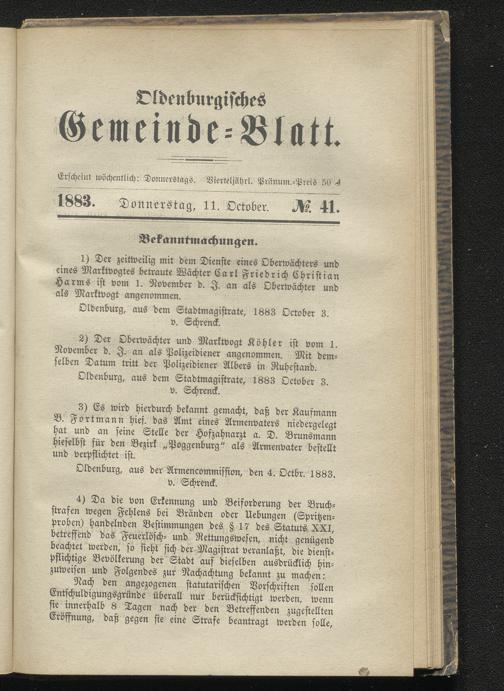 Oldenburgisches
Gemeinde-Blatt.
Erscheint wöchentlich: Donnerstags. Vierteljährl. Pränum.-Preis 50 ₰
1883. Donnerstag, 11. October. №. 41.
Bekanntmachungen.
1) Der zeitweilig mit dem Dienste eines Oberwächters und
eines Marktvogtes betraute Wächter Carl Friedrich Christian
Harms ist vom 1. November d. J. an als Oberwächter und
als Marktvogt angenommen.
Oldenburg, aus dem Stadtmagistrate, 1883 October 3.
v. Schrenck.
2) Der Oberwächter und Marktvogt Köhler ist vom 1.
November d. J. an als Polizeidiener angenommen. Mit dem-
selben Datum tritt der Polizeidiener Albers in Ruhestand.
Oldenburg, aus dem Stadtmagistrate, 1883 October 3.
v. Schrenck.
3) Es wird hierdurch bekannt gemacht, daß der Kaufmann
B. Fortmann hies. das Amt eines Armenvaters niedergelegt
hat und an seine Stelle der Hofzahnarzt a. D. Brunsmann
hieselbst für den Bezirk „Poggenburg" als Armenvater bestellt
und verpflichtet ist.
Oldenburg, aus der Armencommission, den 4. Octbr. 1883.
v. Schrenck.
4) Da die von Erkennung und Beiforderung der Bruch-
strafen wegen Fehlens bei Bränden oder Uebungen (Spritzen-
proben) handelnden Bestimmungen des § 17 des Statuts XXI,
betreffend das Feuerlösch- und Rettungswesen, nicht genügend
beachtet werden, so sieht sich der Magistrat veranlaßt, die dienst-
pflichtige Bevölkerung der Stadt auf dieselben ausdrücklich hin-
zuweisen und Folgendes zur Nachachtung bekannt zu machen:
Nach den angezogenen statutarischen Vorschriften sollen
Entschuldigungsgründe überall nur berücksichtigt werden, wenn
sie innerhalb 8 Tagen nach der den Betreffenden zugestellten
Eröffnung, daß gegen sie eine Strafe beantragt werden solle,